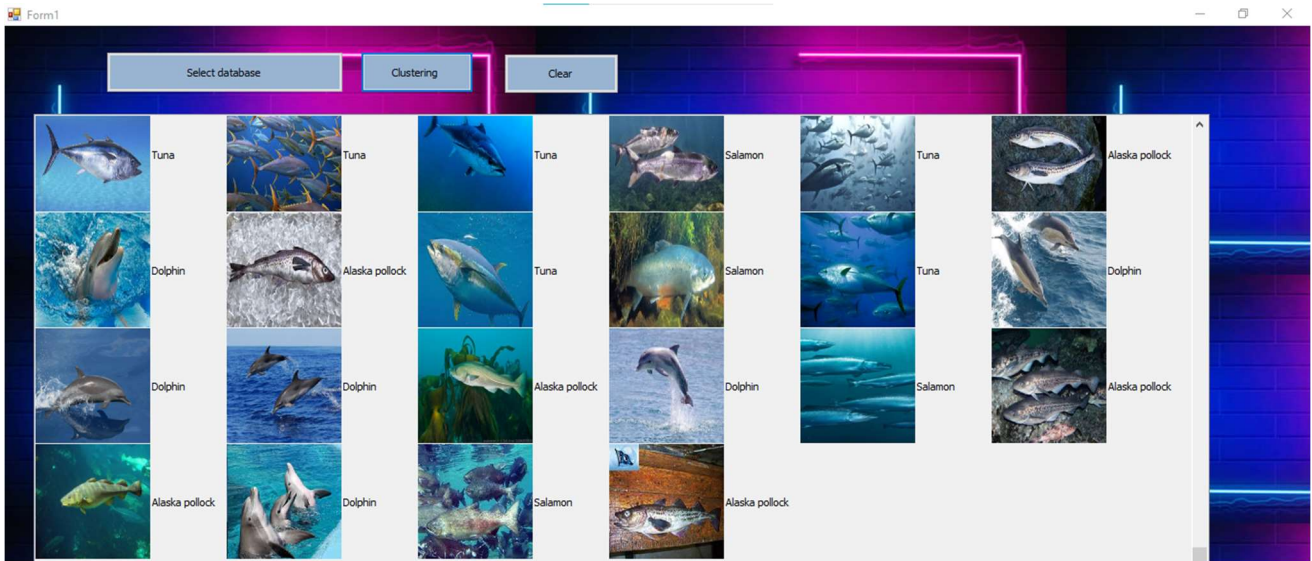 Form1
Select database
Clustering
Clear
Tuna
Tuna
Tuna
Salamon
Tuna
Alaska pollock
Dolphin
Alaska pollock
Tuna
Salamon
Tuna
Dolphin
Dolphin
Dolphin
Alaska pollock
Dolphin
Salamon
Alaska pollock
Alaska pollock
Dolphin
Salamon
Alaska pollock